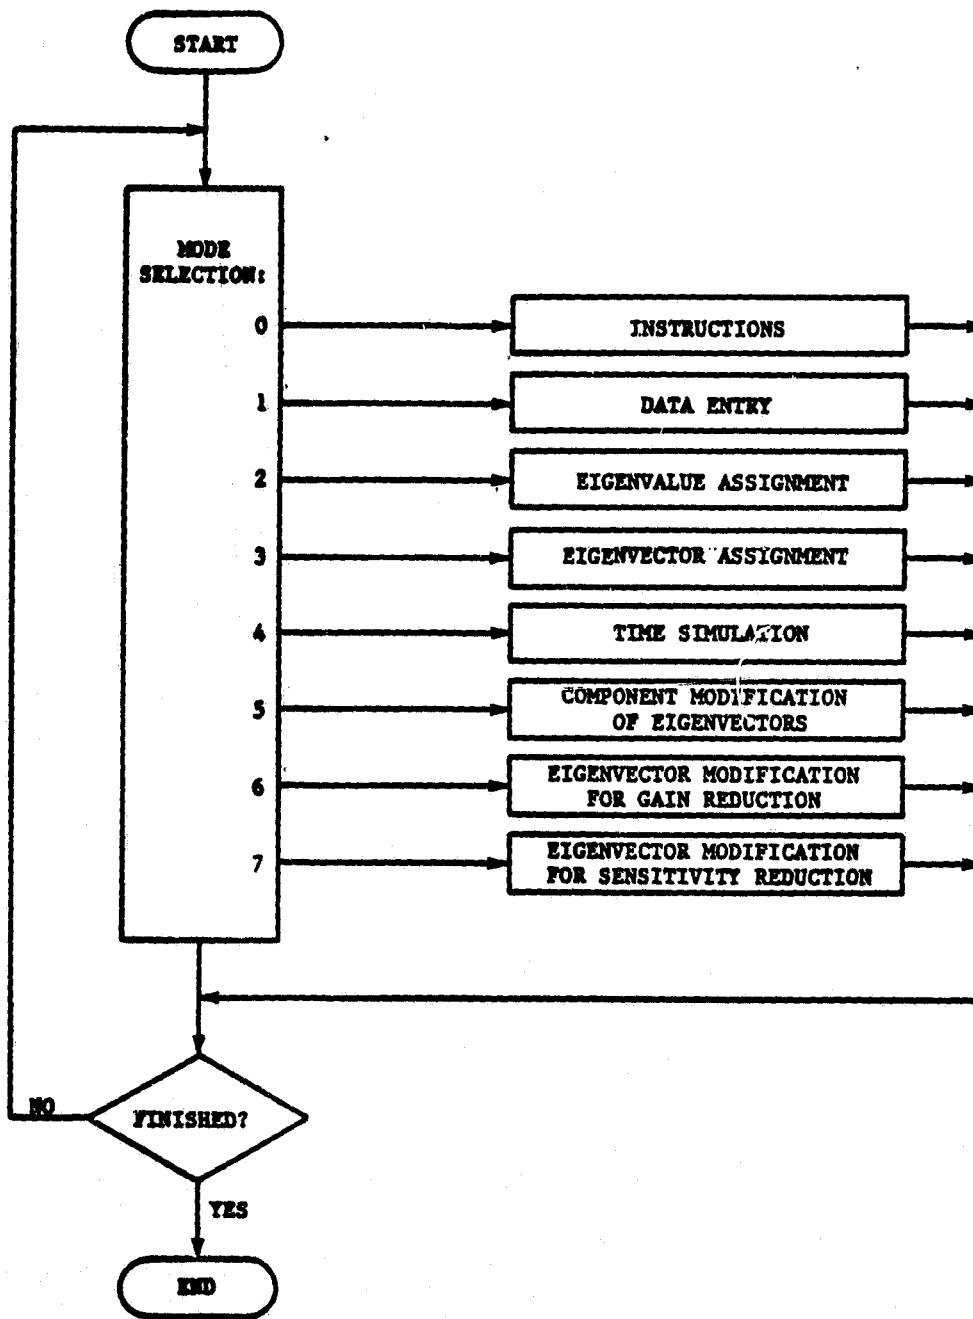 START
MODE
SELECTION:
0
INSTRUCTIONS
1
DATA ENTRY
2
EIGENVALUE ASSIGNMENT
3
EIGENVECTOR ASSIGNMENT
4
TIME SIMULATION
5
COMPONENT MODIFICATION
OF EIGENVECTORS
6
EIGENVECTOR MODIFICATION
FOR GAIN REDUCTION
7
EIGENVECTOR MODIFICATION
FOR SENSITIVITY REDUCTION
NO
FINISHED?
YES
END